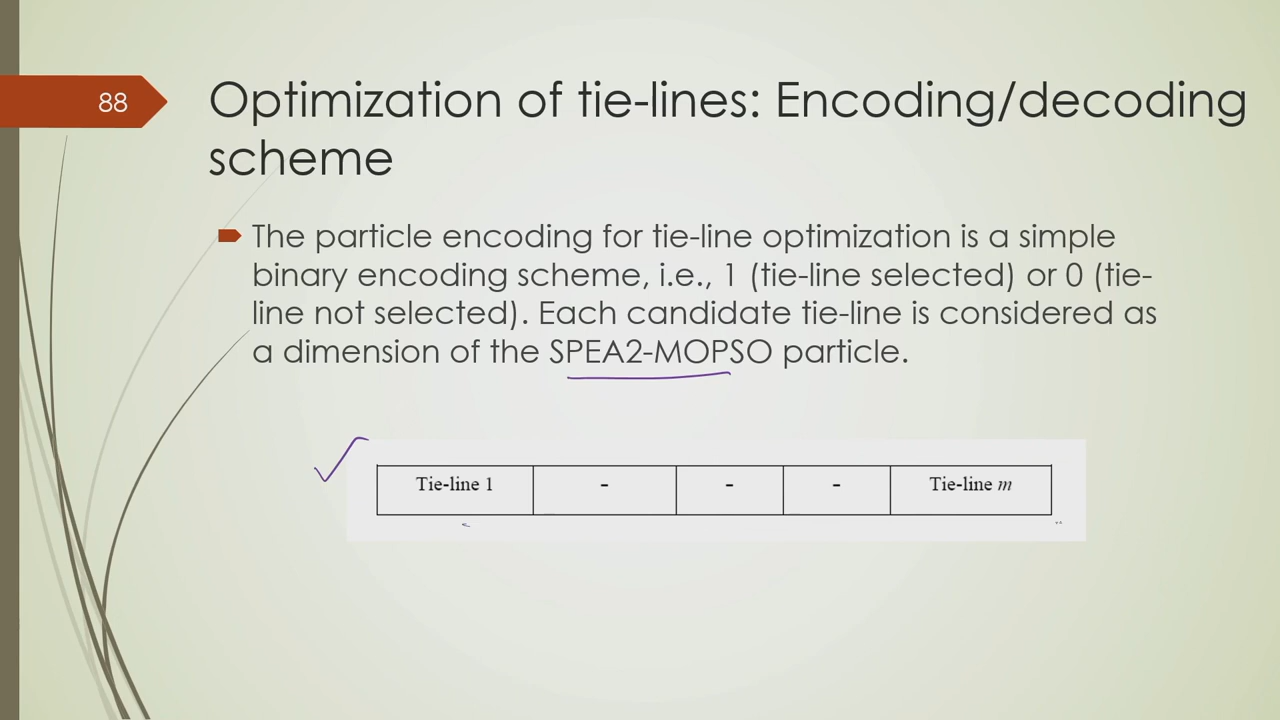 88
Optimization of tie-lines: Encoding/decoding
scheme
The particle encoding for tie-line optimization is a simple
binary encoding scheme, i.e., 1 (tie-line selected) or 0 (tie-
line not selected). Each candidate tie-line is considered as
a dimension of the SPEA2-MOPSO particle.
Tie-line 1 - - - Tie-line m